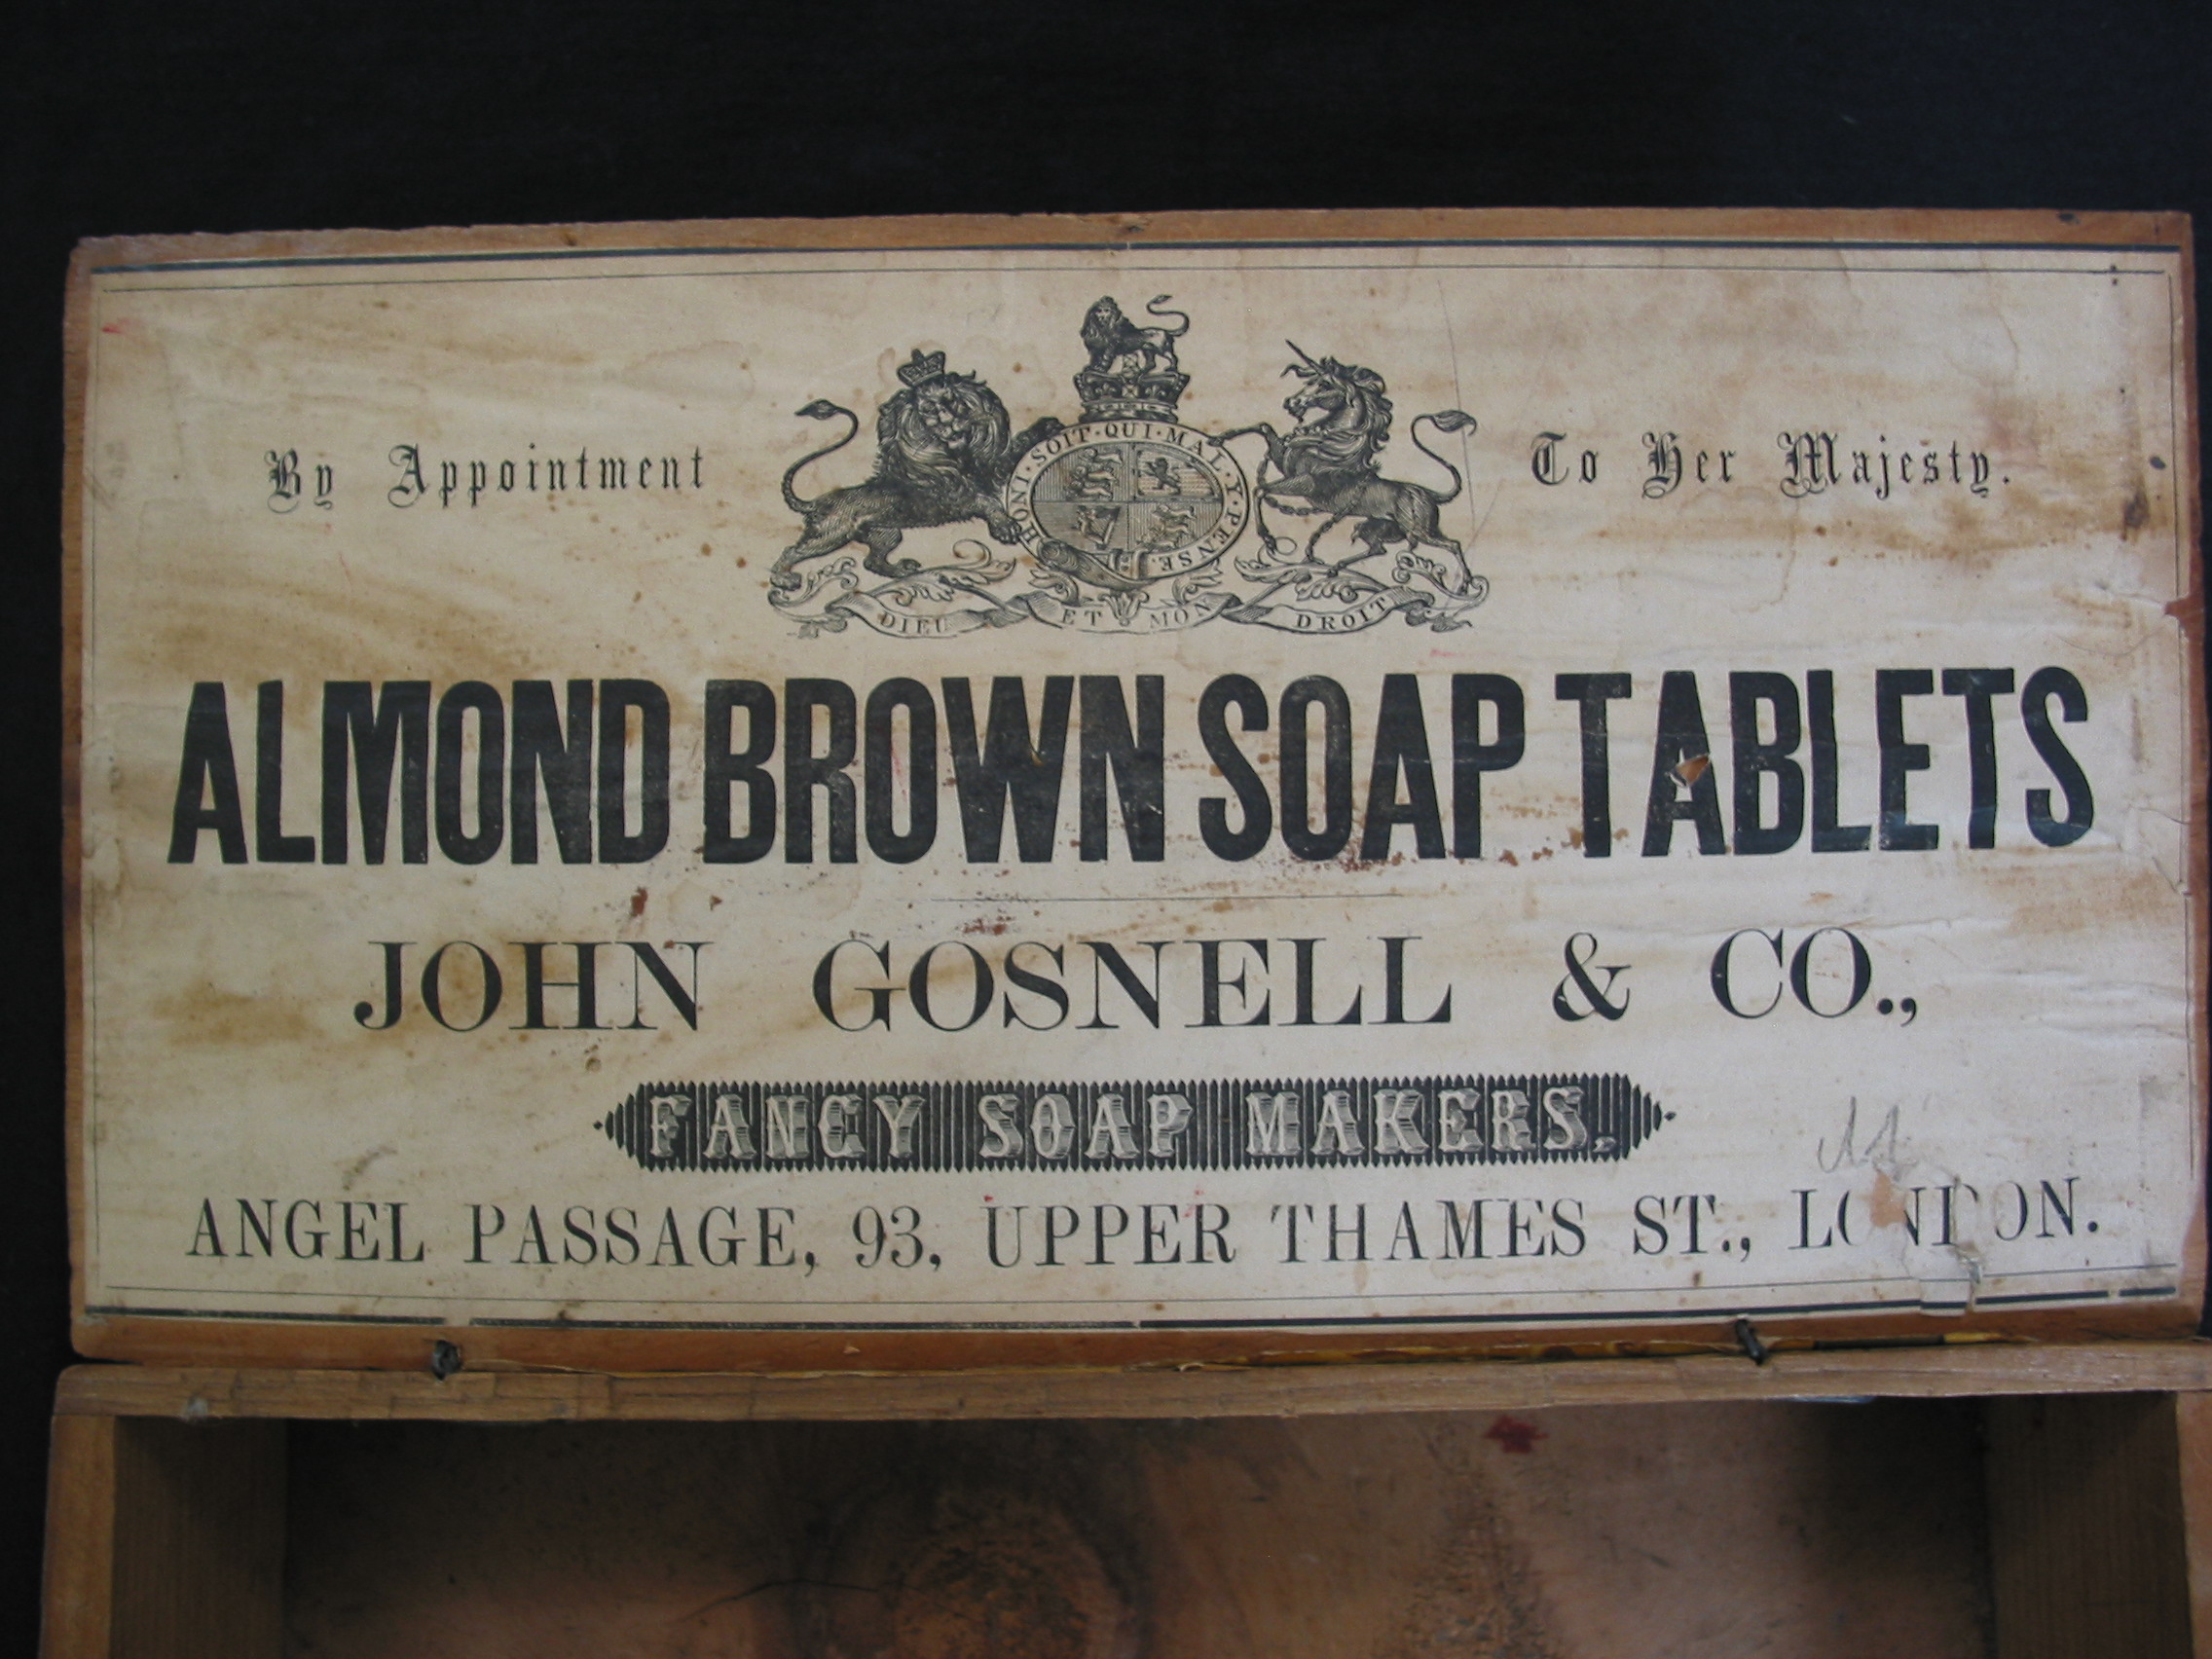 By Appointment To Her Majesty.
HONI·SOIT·QUI·MAL·Y·PENSE
DIEU ET MON DROIT
ALMOND BROWN SOAP TABLETS
JOHN GOSNELL & CO.,
FANCY SOAP MAKERS.
ANGEL PASSAGE, 93, UPPER THAMES ST., LONDON.